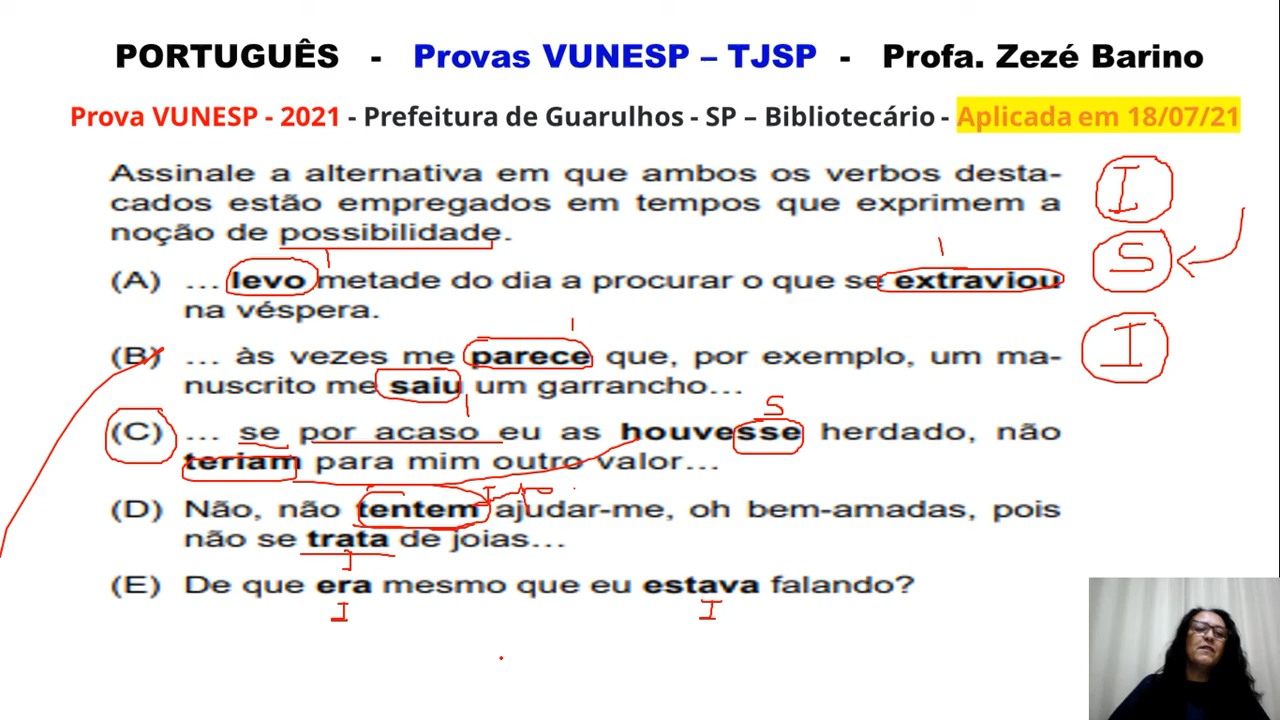 PORTUGUÊS - Provas VUNESP – TJSP - Profa. Zezé Barino
Prova VUNESP - 2021 - Prefeitura de Guarulhos - SP – Bibliotecário - Aplicada em 18/07/21
Assinale a alternativa em que ambos os verbos desta-
cados estão empregados em tempos que exprimem a
noção de possibilidade.
(A) ... levo metade do dia a procurar o que se extraviou
na véspera.
(B) ... às vezes me parece que, por exemplo, um ma-
nuscrito me saiu um garrancho...
(C) ... se por acaso eu as houvesse herdado, não
teriam para mim outro valor...
(D) Não, não tentem ajudar-me, oh bem-amadas, pois
não se trata de joias...
(E) De que era mesmo que eu estava falando?
I
S
I
S
I
I